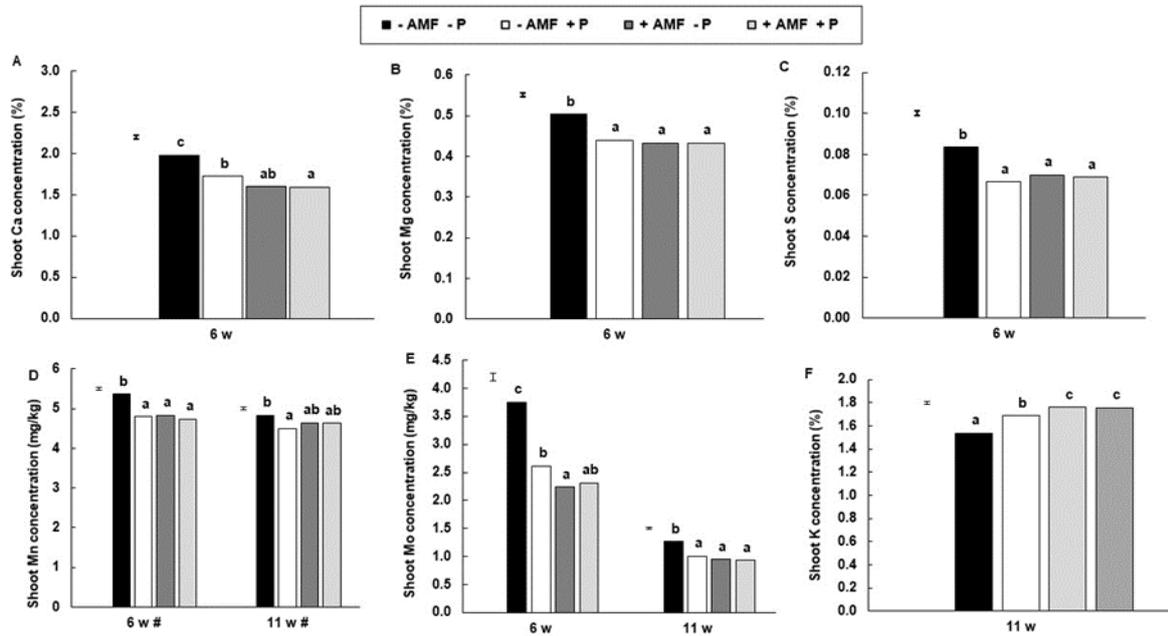 - AMF - P - AMF + P + AMF - P + AMF + P
A
Shoot Ca concentration (%)
3.0
2.5
2.0
1.5
1.0
0.5
0.0
c
b
ab
a
6 w
B
Shoot Mg concentration (%)
0.6
0.5
0.4
0.3
0.2
0.1
0.0
b
a
a
a
6 w
C
Shoot S concentration (%)
0.12
0.10
0.08
0.06
0.04
0.02
0.00
b
a
a
a
6 w
D
Shoot Mn concentration (mg/kg)
6
5
4
3
2
1
0
b
a
a
a
b
a
ab
ab
6 w #
11 w #
E
Shoot Mo concentration (mg/kg)
4.5
4.0
3.5
3.0
2.5
2.0
1.5
1.0
0.5
0.0
c
b
a
ab
b
a
a
a
6 w
11 w
F
Shoot K concentration (%)
2.0
1.8
1.6
1.4
1.2
1.0
0.8
0.6
0.4
0.2
0.0
a
b
c
c
11 w